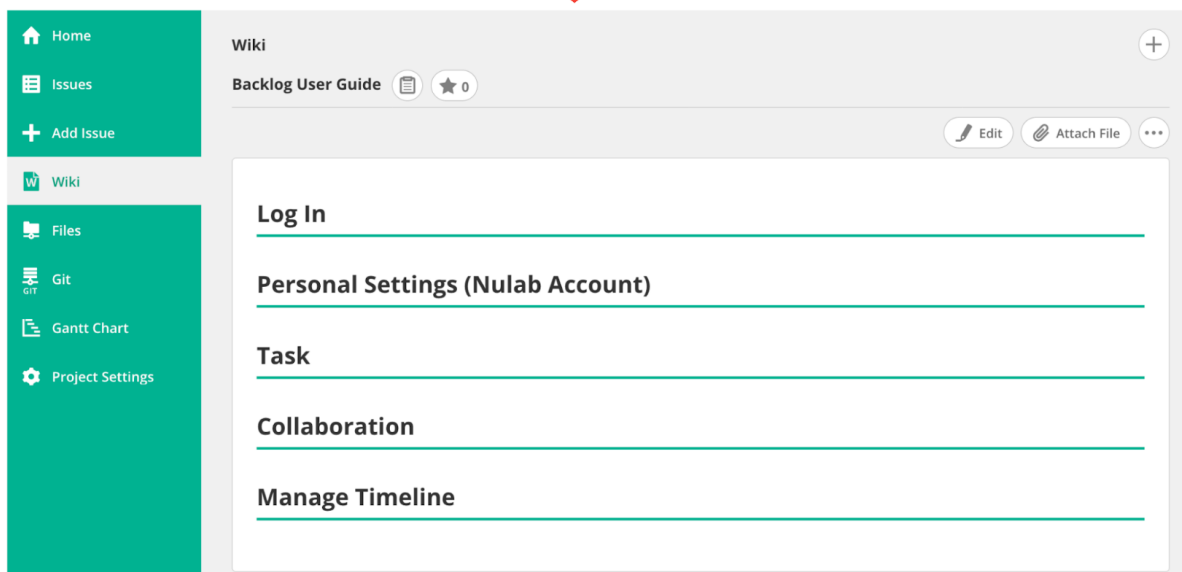 Home
Issues
Add Issue
Wiki
Files
GIT
Git
Gantt Chart
Project Settings
Wiki
Backlog User Guide
0
Edit
Attach File
Log In
Personal Settings (Nulab Account)
Task
Collaboration
Manage Timeline